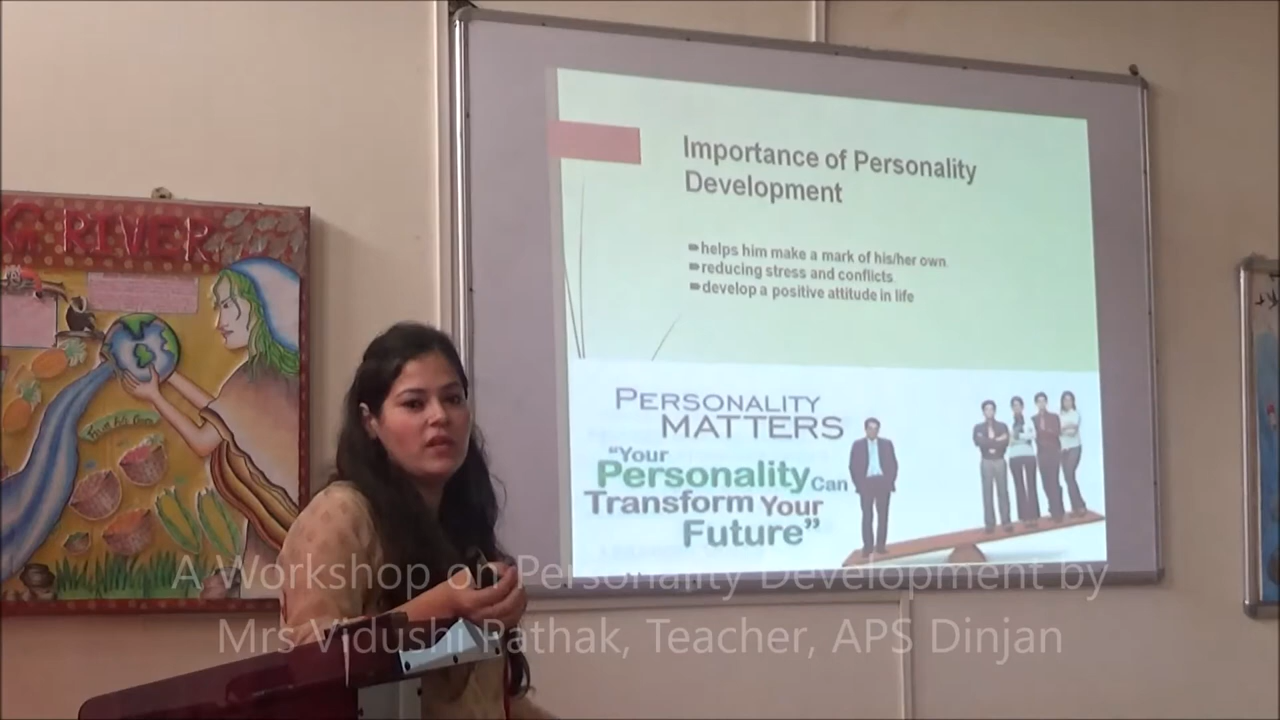 G RIVER
Importance of Personality
Development
helps him make a mark of his/her own.
reducing stress and conflicts.
develop a positive attitude in life
PERSONALITY
MATTERS
“Your
Personality Can
Transform Your
Future”
A Workshop on Personality Development by
Mrs Vidushi Pathak, Teacher, APS Dinjan